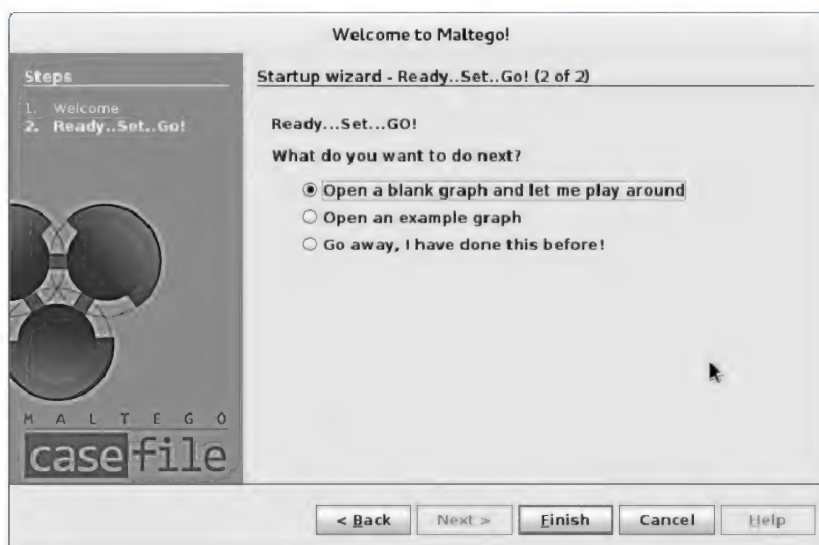 Welcome to Maltego!
Steps
1. Welcome
2. Ready..Set..Go!
Startup wizard - Ready..Set..Go! (2 of 2)
Ready...Set...GO!
What do you want to do next?
Open a blank graph and let me play around
Open an example graph
Go away, I have done this before!
MALTEGO
casefile
< Back
Next >
Finish
Cancel
Help